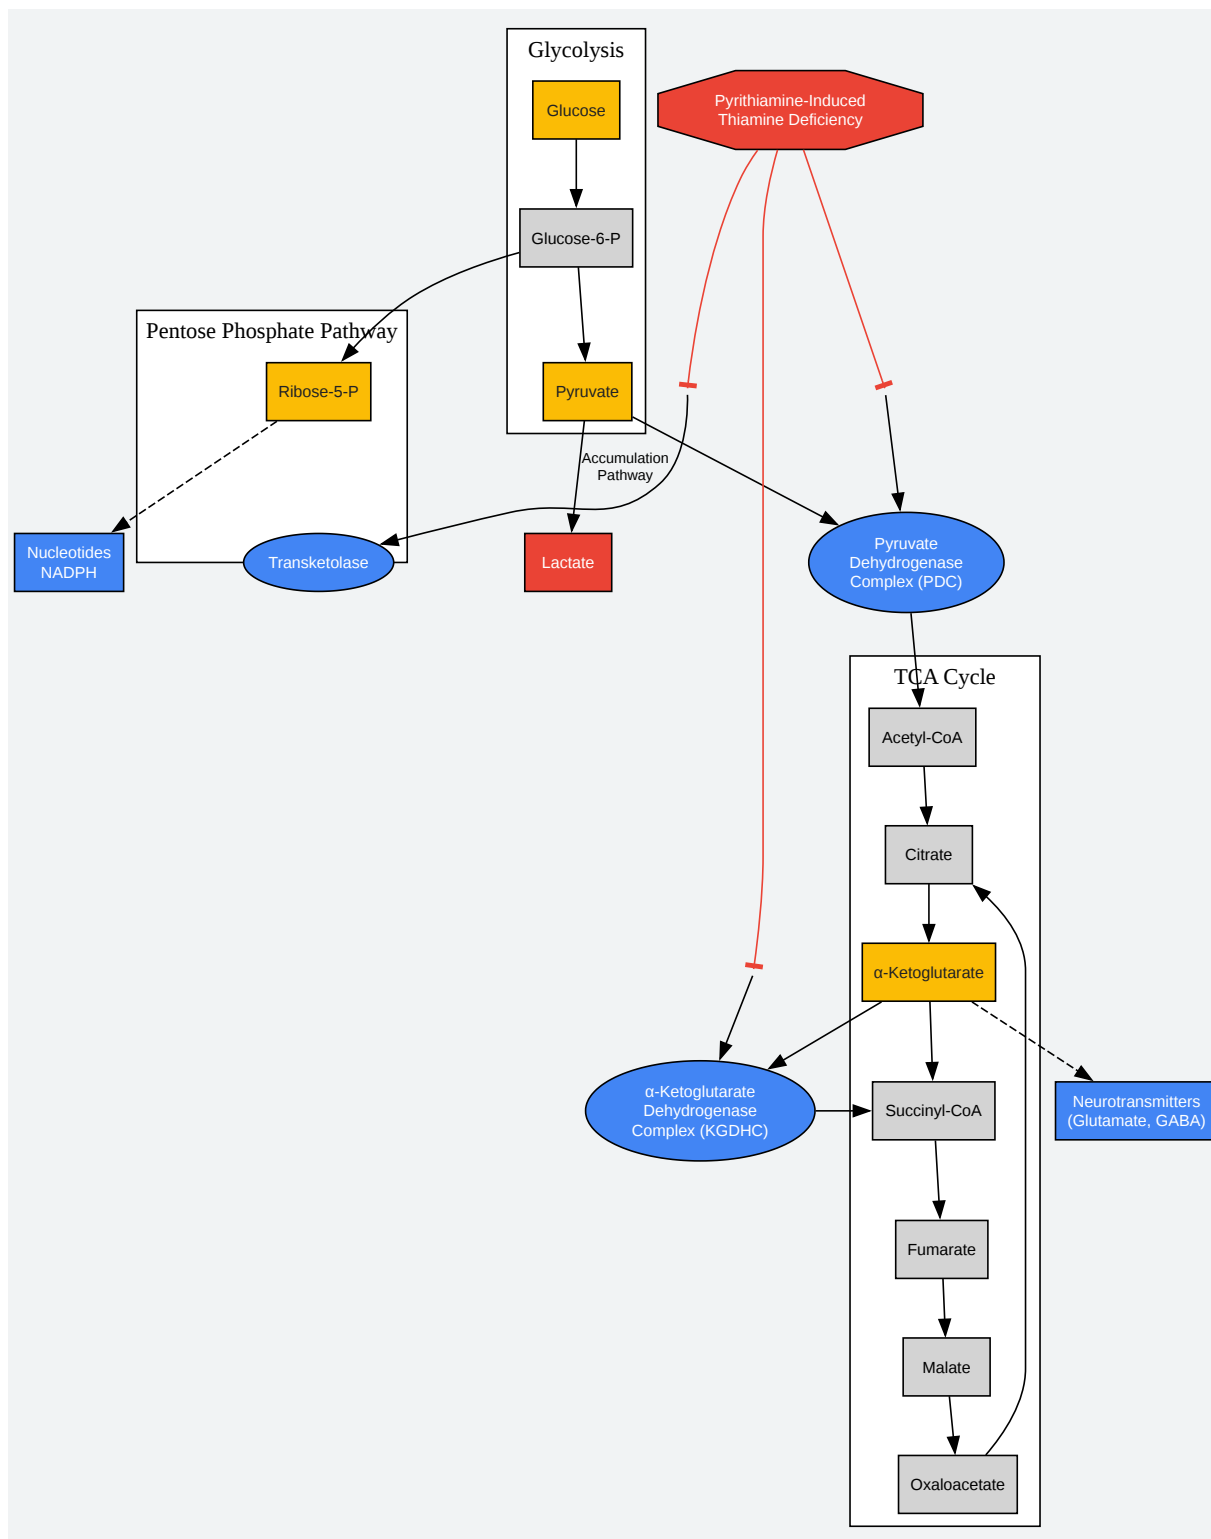 Glycolysis
Glucose
Pyrithiamine-Induced
Thiamine Deficiency
Glucose-6-P
Pentose Phosphate Pathway
Ribose-5-P
Pyruvate
Accumulation
Pathway
Nucleotides
NADPH
Transketolase
Lactate
Pyruvate
Dehydrogenase
Complex (PDC)
TCA Cycle
Acetyl-CoA
Citrate
α-Ketoglutarate
α-Ketoglutarate
Dehydrogenase
Complex (KGDHC)
Succinyl-CoA
Neurotransmitters
(Glutamate, GABA)
Fumarate
Malate
Oxaloacetate